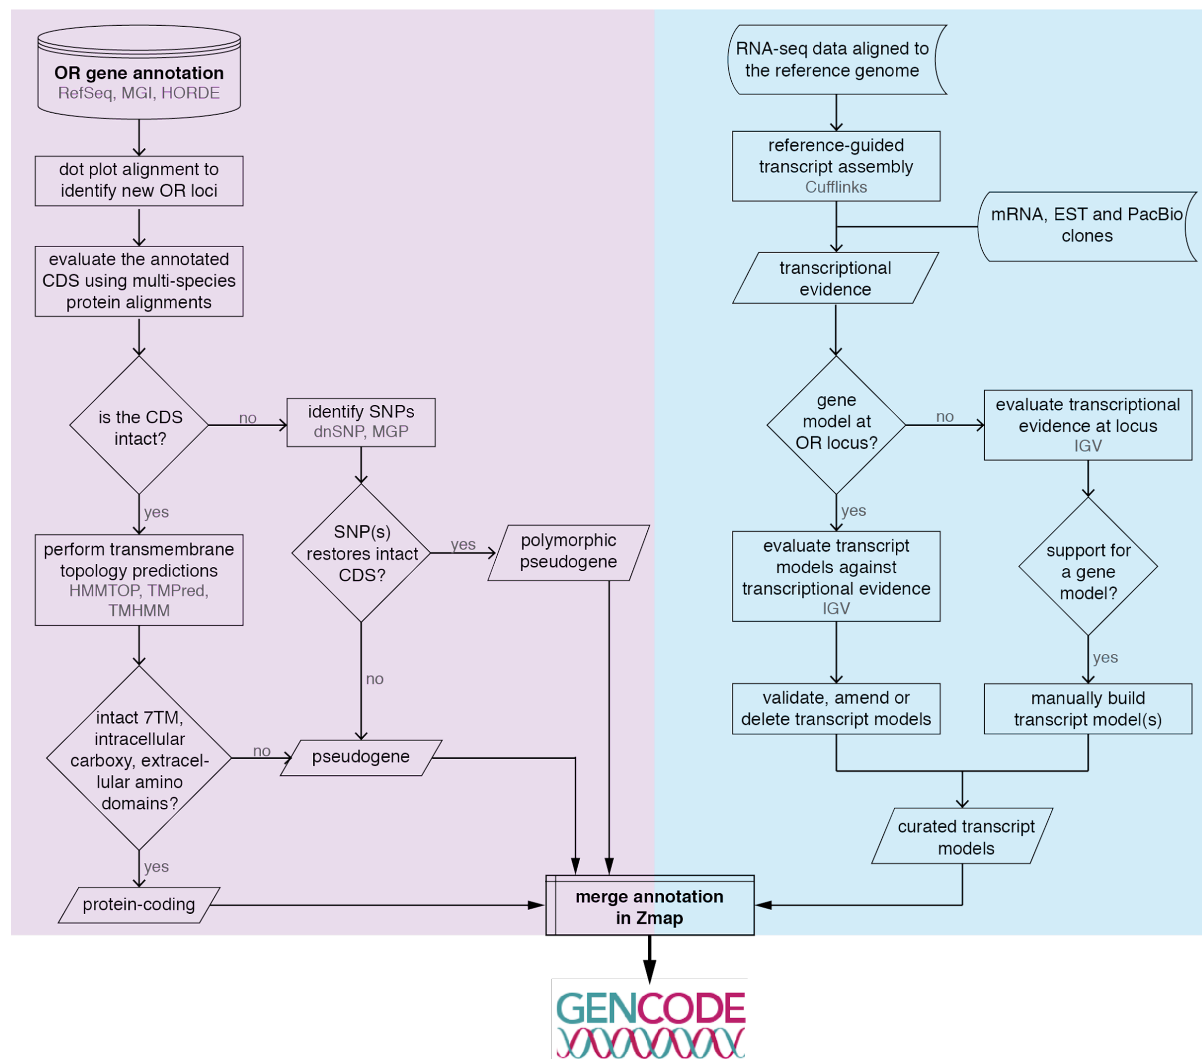 OR gene annotation
RefSeq, MGI, HORDE
dot plot alignment to
identify new OR loci
evaluate the annotated
CDS using multi-species
protein alignments
is the CDS
intact?
no
identify SNPs
dnSNP, MGP
yes
perform transmembrane
topology predictions
HMMTOP, TMPred,
TMHMM
SNP(s)
restores intact
CDS?
yes
polymorphic
pseudogene
no
intact 7TM,
intracellular
carboxy, extracel-
lular amino
domains?
no
pseudogene
yes
protein-coding
RNA-seq data aligned to
the reference genome
reference-guided
transcript assembly
Cufflinks
mRNA, EST and PacBio
clones
transcriptional
evidence
gene
model at
OR locus?
no
evaluate transcriptional
evidence at locus
IGV
yes
evaluate transcript
models against
transcriptional evidence
IGV
support for
a gene
model?
yes
validate, amend or
delete transcript models
manually build
transcript model(s)
curated transcript
models
merge annotation
in Zmap
GENCODE